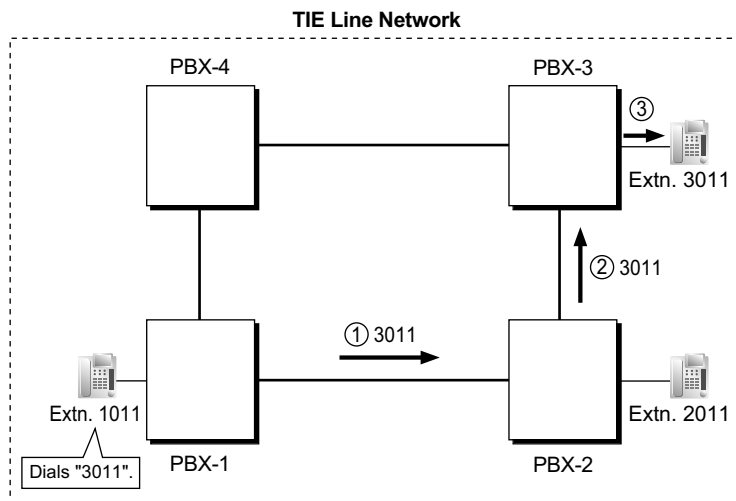 TIE Line Network
PBX-4
PBX-3
③
Extn. 3011
② 3011
① 3011
Extn. 1011
Extn. 2011
Dials "3011".
PBX-1
PBX-2